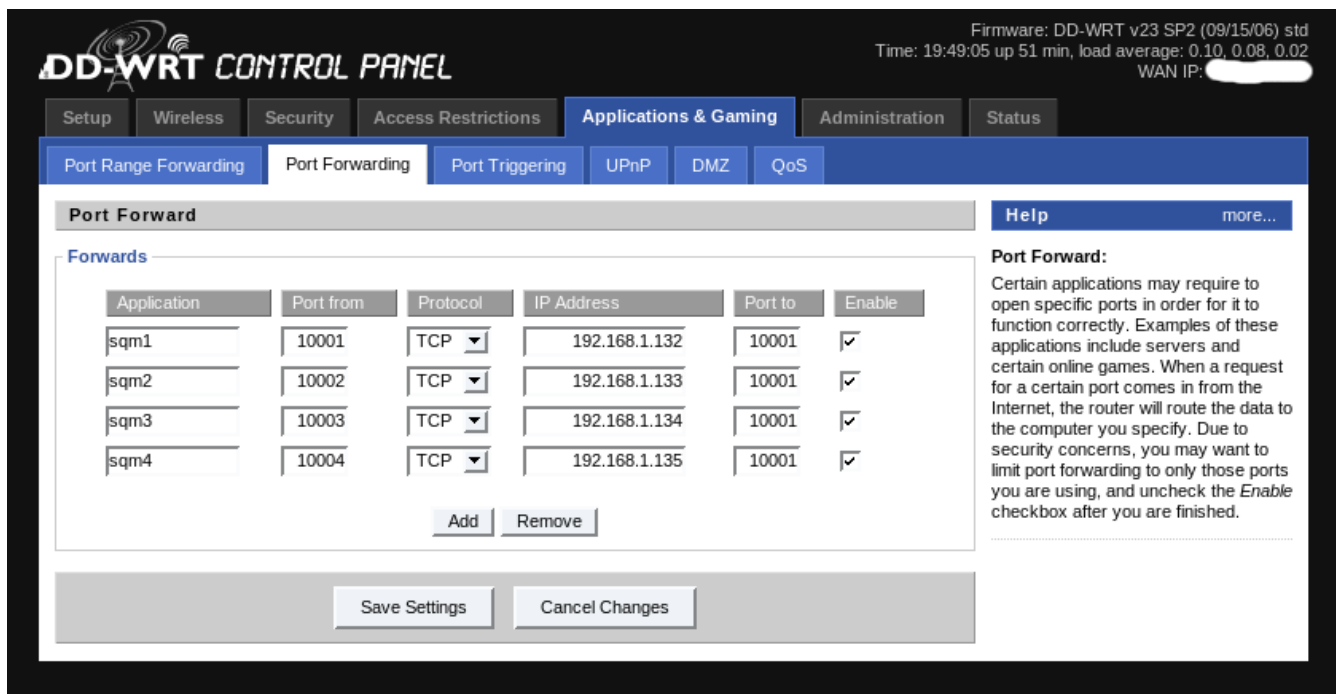 Firmware: DD-WRT v23 SP2 (09/15/06) std
Time: 19:49:05 up 51 min, load average: 0.10, 0.08, 0.02
WAN IP:
DD-WRT CONTROL PANEL
Setup Wireless Security Access Restrictions Applications & Gaming Administration Status
Port Range Forwarding Port Forwarding Port Triggering UPnP DMZ QoS
Port Forward
Forwards
Application Port from Protocol IP Address Port to Enable
sqm1 10001 TCP 192.168.1.132 10001
sqm2 10002 TCP 192.168.1.133 10001
sqm3 10003 TCP 192.168.1.134 10001
sqm4 10004 TCP 192.168.1.135 10001
Add Remove
Save Settings Cancel Changes
Help more...
Port Forward:
Certain applications may require to
open specific ports in order for it to
function correctly. Examples of these
applications include servers and
certain online games. When a request
for a certain port comes in from the
Internet, the router will route the data to
the computer you specify. Due to
security concerns, you may want to
limit port forwarding to only those ports
you are using, and uncheck the Enable
checkbox after you are finished.